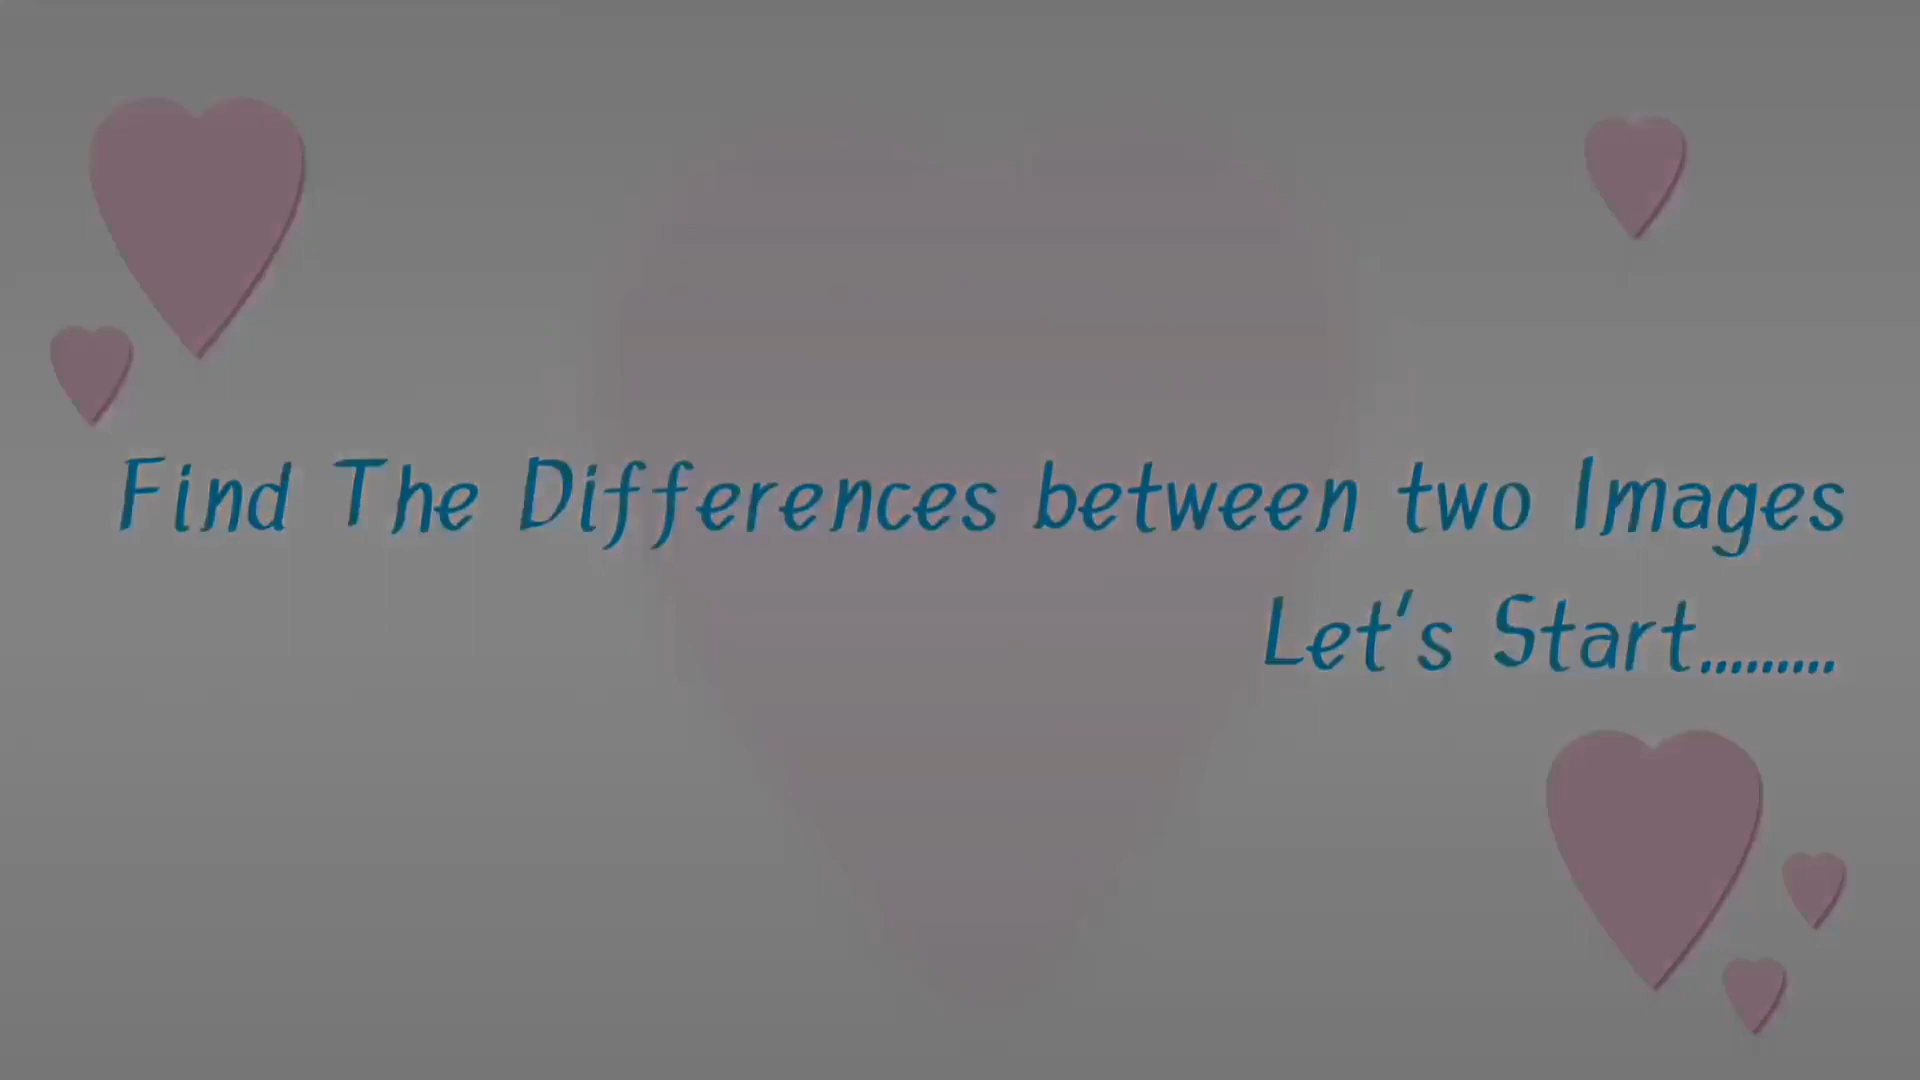 Find The Differences between two Images
Let's Start.........